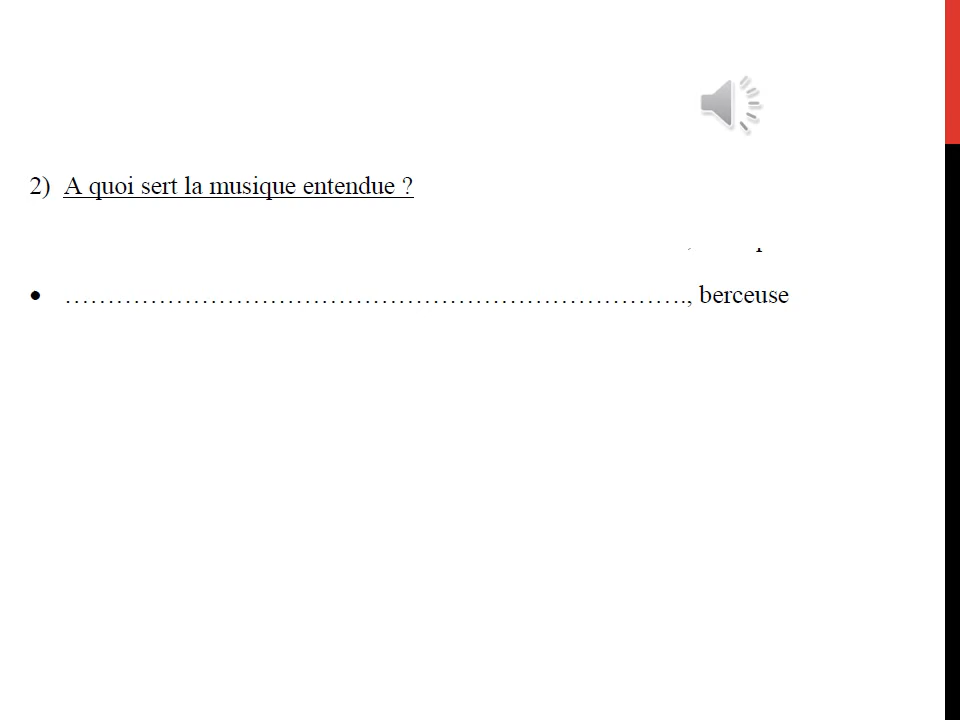 2) A quoi sert la musique entendue ?
• ……………………………………………………………….., berceuse